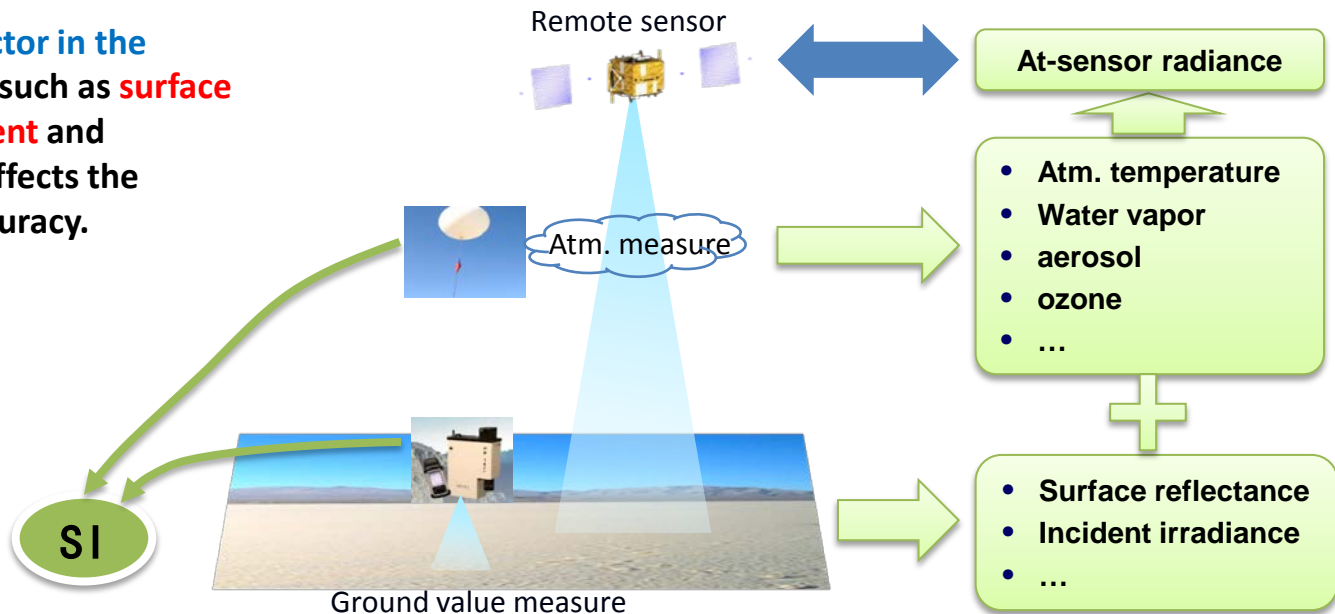 ctor in the
such as surface
ent and
ffects the
uracy.
Remote sensor
At-sensor radiance
Atm. measure
• Atm. temperature
• Water vapor
• aerosol
• ozone
• …
SI
Ground value measure
• Surface reflectance
• Incident irradiance
• …